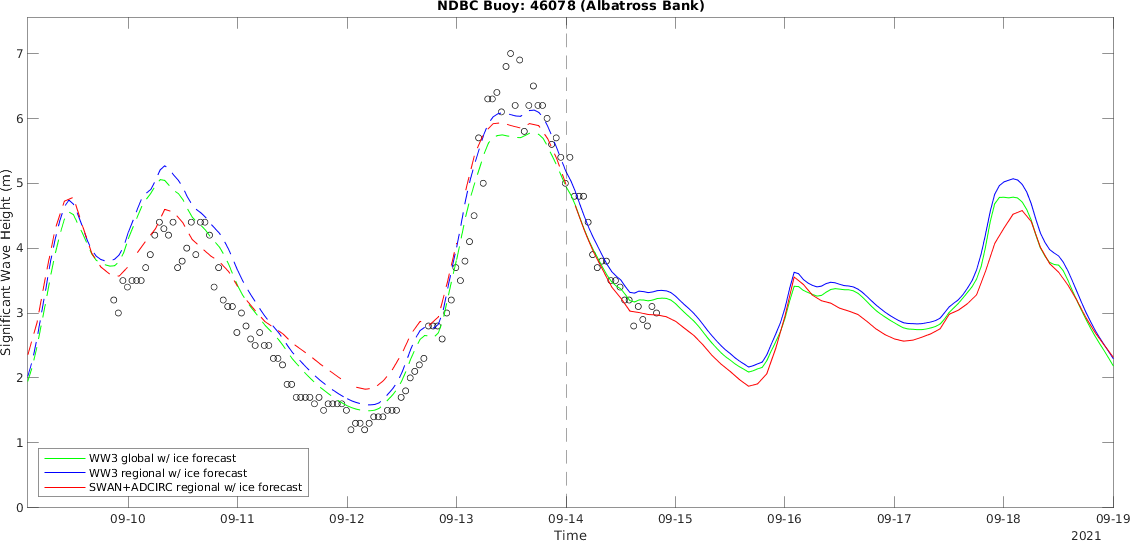 NDBC Buoy: 46078 (Albatross Bank)
Significant Wave Height (m)
7
6
5
4
3
2
1
0
WW3 global w/ ice forecast
WW3 regional w/ ice forecast
SWAN+ADCIRC regional w/ ice forecast
09-10 09-11 09-12 09-13 09-14 09-15 09-16 09-17 09-18 09-19
Time
2021